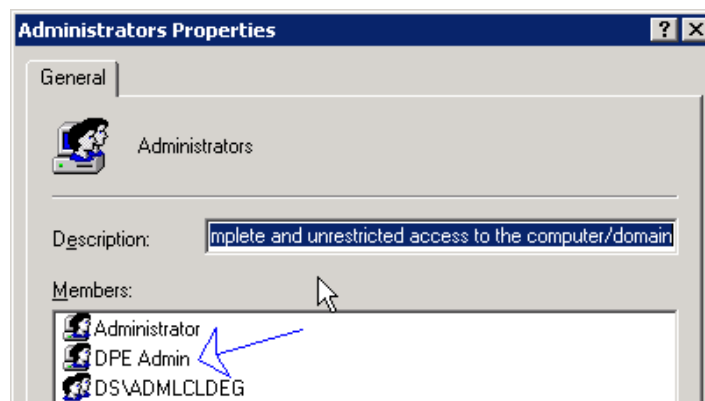 Administrators Properties
General
Administrators
Description: mplete and unrestricted access to the computer/domain
Members:
Administrator
DPE Admin
DS\ADMLCLDEG